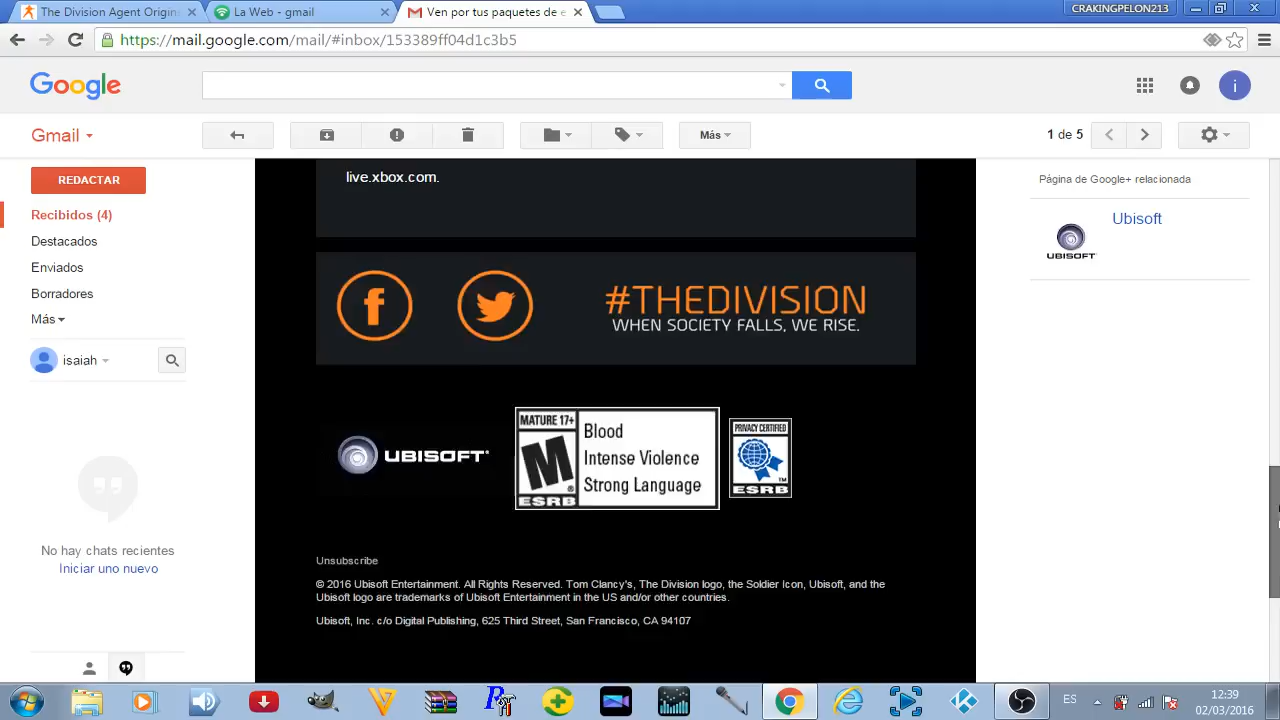 The Division Agent Origin
La Web - gmail
Ven por tus paquetes de e
CRAKINGPELON213
https://mail.google.com/mail/#inbox/153389ff04d1c3b5
Google
i
Gmail
Más
1 de 5
REDACTAR
Recibidos (4)
Destacados
Enviados
Borradores
Más
isaiah
No hay chats recientes
Iniciar uno nuevo
live.xbox.com.
#THEDIVISION
WHEN SOCIETY FALLS, WE RISE.
UBISOFT
MATURE 17+
M
ESRB
Blood
Intense Violence
Strong Language
PRIVACY CERTIFIED
ESRB
Unsubscribe
© 2016 Ubisoft Entertainment. All Rights Reserved. Tom Clancy's, The Division logo, the Soldier Icon, Ubisoft, and the
Ubisoft logo are trademarks of Ubisoft Entertainment in the US and/or other countries.
Ubisoft, Inc. c/o Digital Publishing, 625 Third Street, San Francisco, CA 94107
Página de Google+ relacionada
Ubisoft
UBISOFT
ES
12:39
02/03/2016